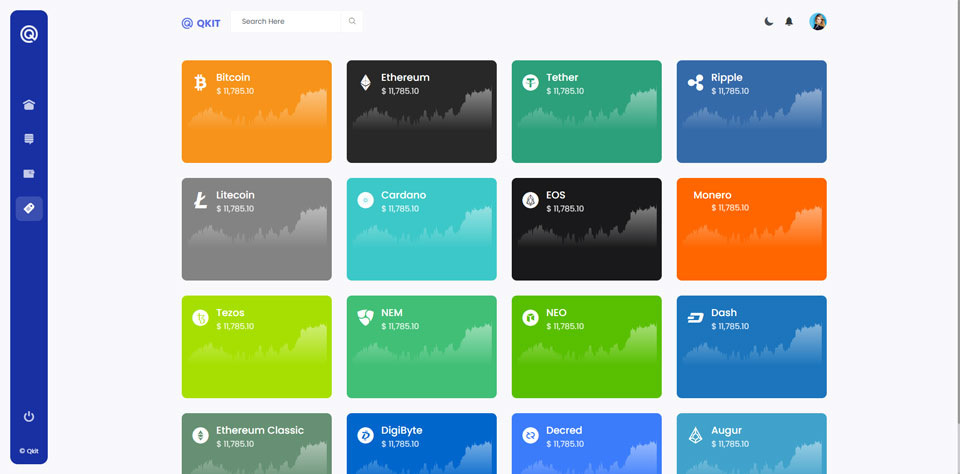 QKIT
Search Here
Bitcoin
$ 11,785.10
Ethereum
$ 11,785.10
Tether
$ 11,785.10
Ripple
$ 11,785.10
Litecoin
$ 11,785.10
Cardano
$ 11,785.10
EOS
$ 11,785.10
Monero
$ 11,785.10
Tezos
$ 11,785.10
NEM
$ 11,785.10
NEO
$ 11,785.10
Dash
$ 11,785.10
Ethereum Classic
$ 11,785.10
DigiByte
$ 11,785.10
Decred
$ 11,785.10
Augur
$ 11,785.10
© Qkit